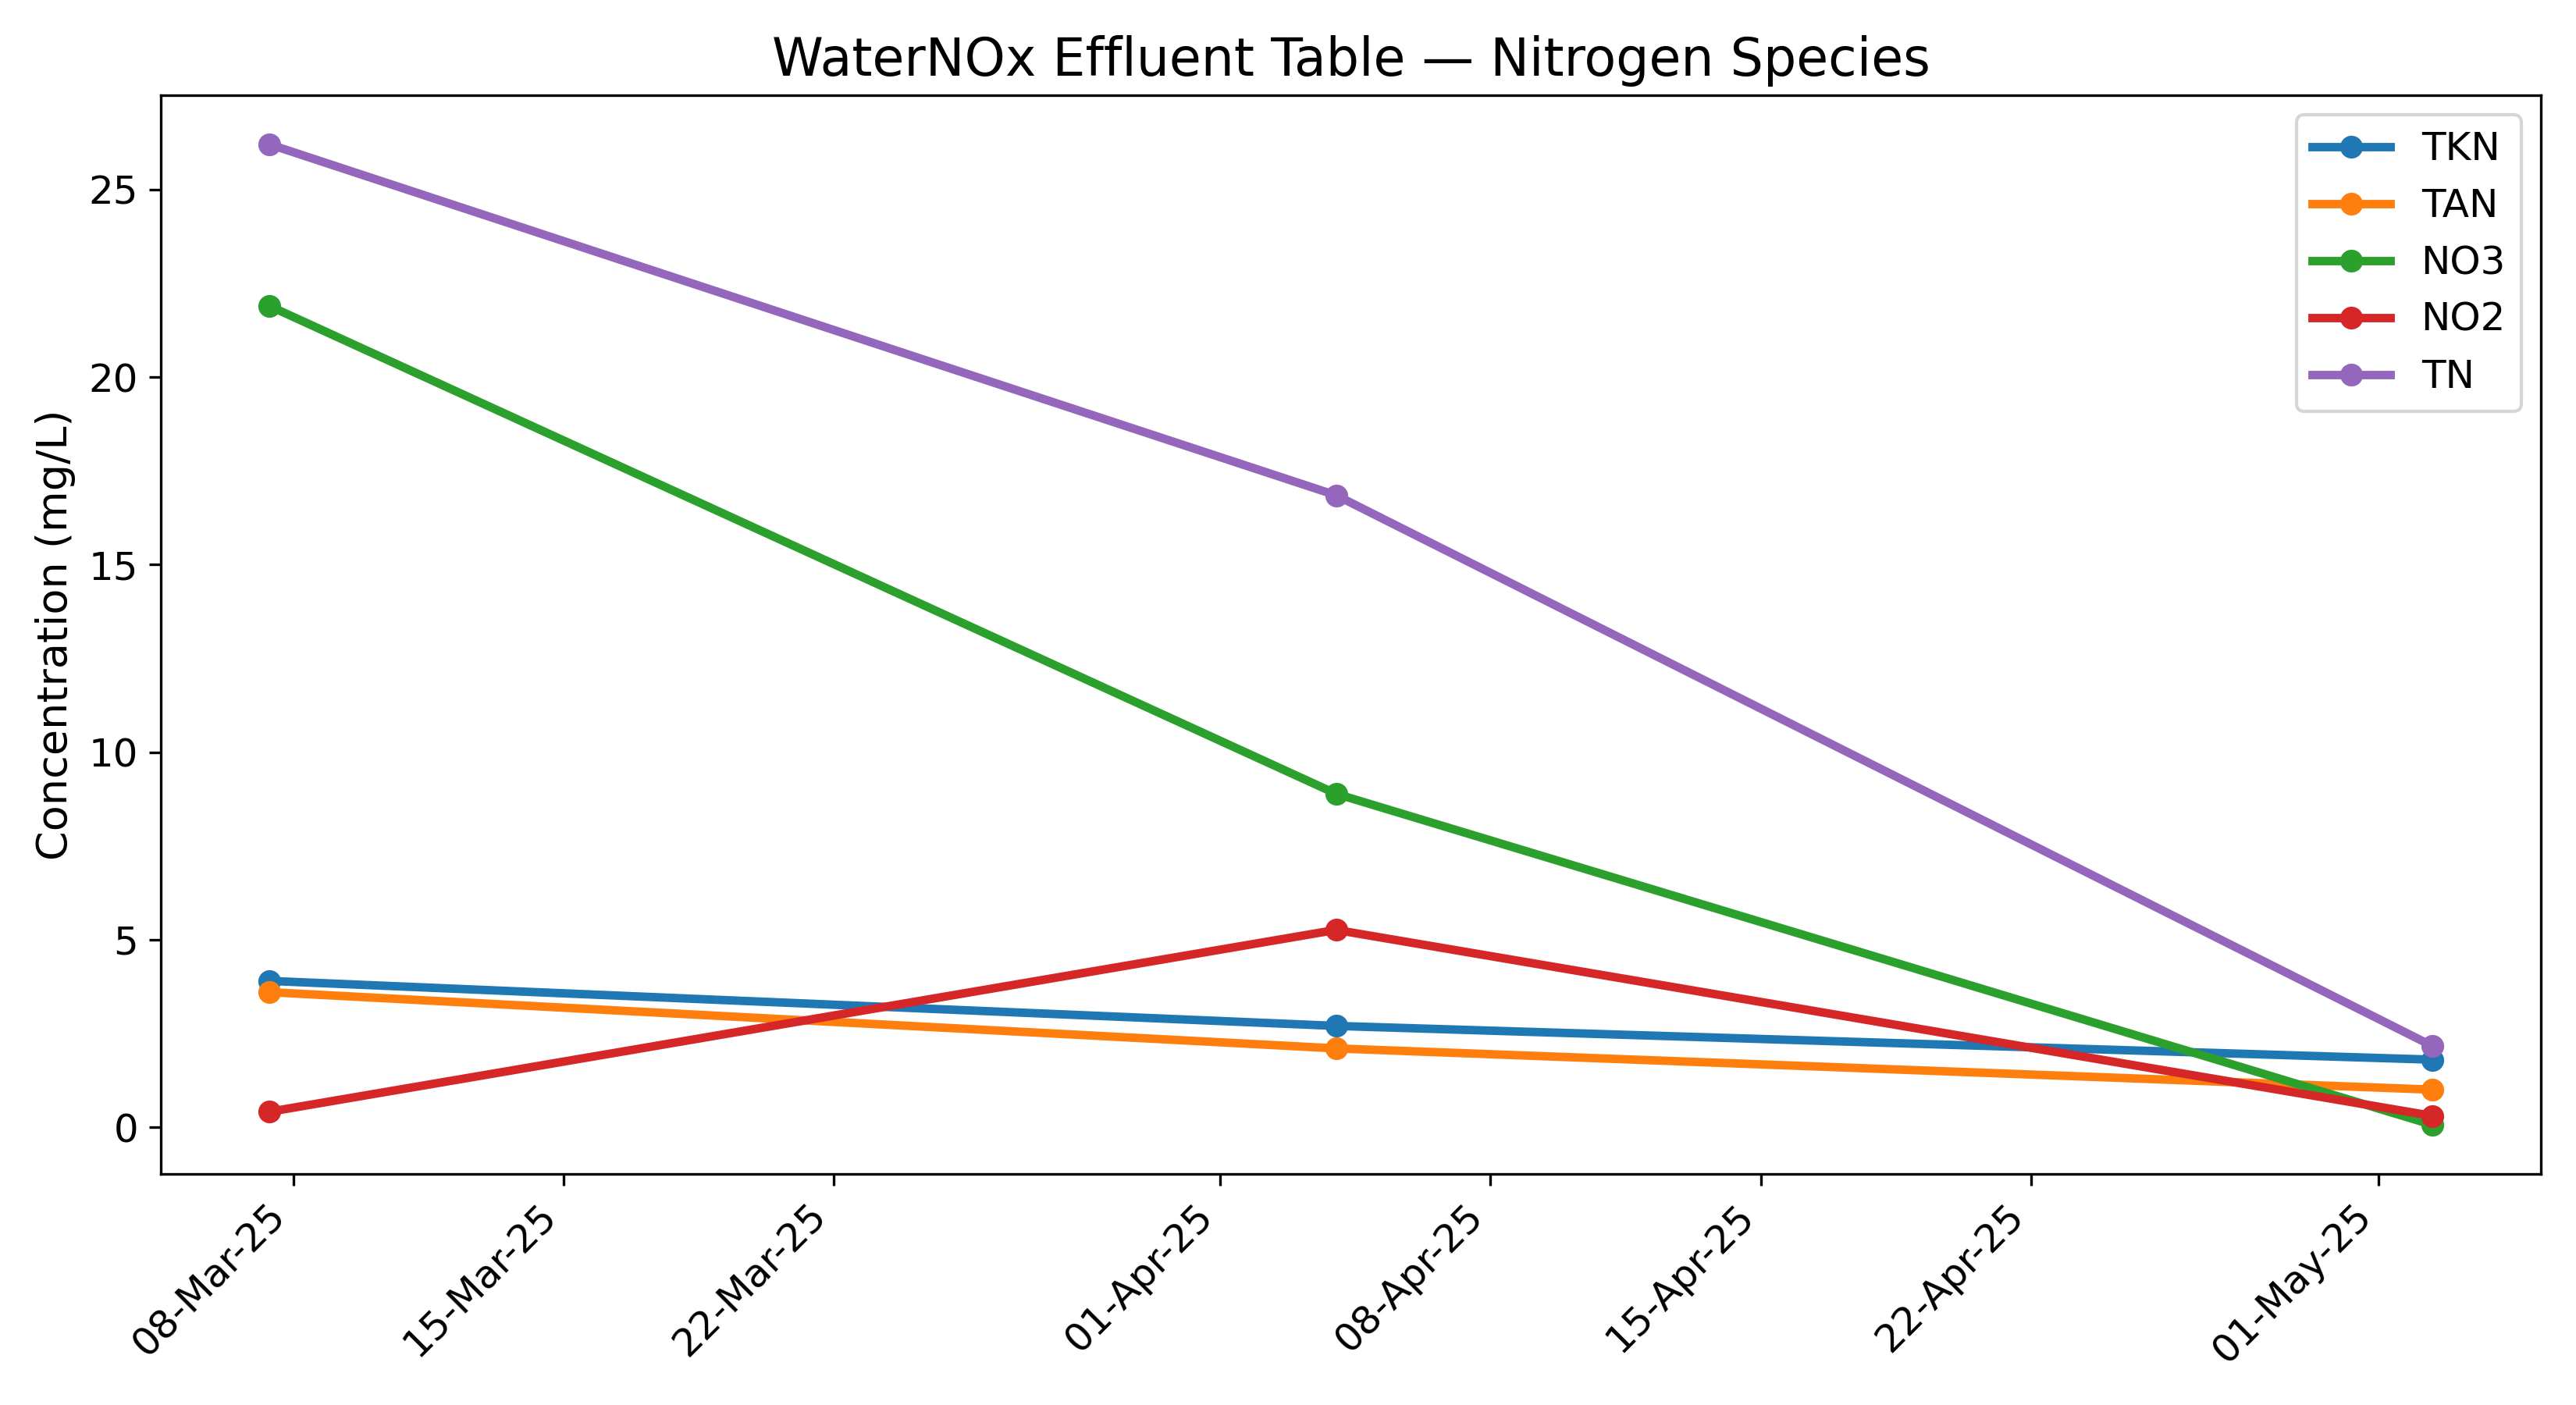 WaterNOx Effluent Table — Nitrogen Species
Concentration (mg/L)
25
20
15
10
5
0
TKN
TAN
NO3
NO2
TN
08-Mar-25
15-Mar-25
22-Mar-25
01-Apr-25
08-Apr-25
15-Apr-25
22-Apr-25
01-May-25